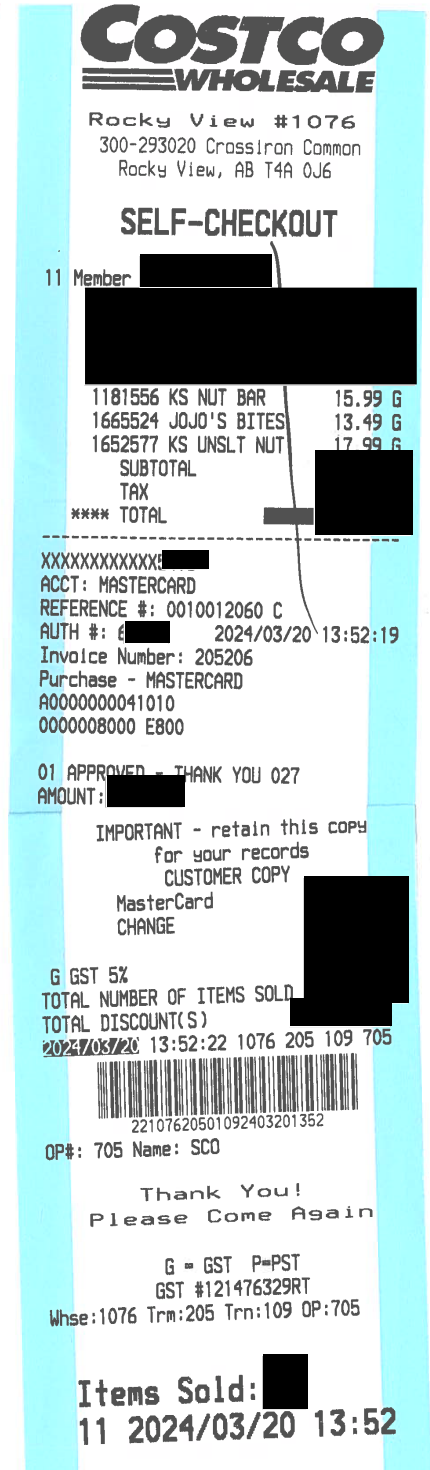 COSTCO
WHOLESALE
Rocky View #1076
300-293020 Crossiron Common
Rocky View, AB T4A 0J6
SELF-CHECKOUT
11 Member
1181556 KS NUT BAR 15.99 G
1665524 JOJO'S BITES 13.49 G
1652577 KS UNSLT NUT 17.99 G
SUBTOTAL
TAX
**** TOTAL
XXXXXXXXXXXX
ACCT: MASTERCARD
REFERENCE #: 0010012060 C
AUTH #: 2024/03/20 13:52:19
Invoice Number: 205206
Purchase - MASTERCARD
A0000000041010
0000008000 E800
01 APPROVED - THANK YOU 027
AMOUNT:
IMPORTANT - retain this copy
for your records
CUSTOMER COPY
MasterCard
CHANGE
G GST 5%
TOTAL NUMBER OF ITEMS SOLD
TOTAL DISCOUNT(S)
2024/03/20 13:52:22 1076 205 109 705
22107620501092403201352
OP#: 705 Name: SCO
Thank You!
Please Come Again
G = GST P=PST
GST #121476329RT
Whse:1076 Trm:205 Trn:109 OP:705
Items Sold:
11 2024/03/20 13:52